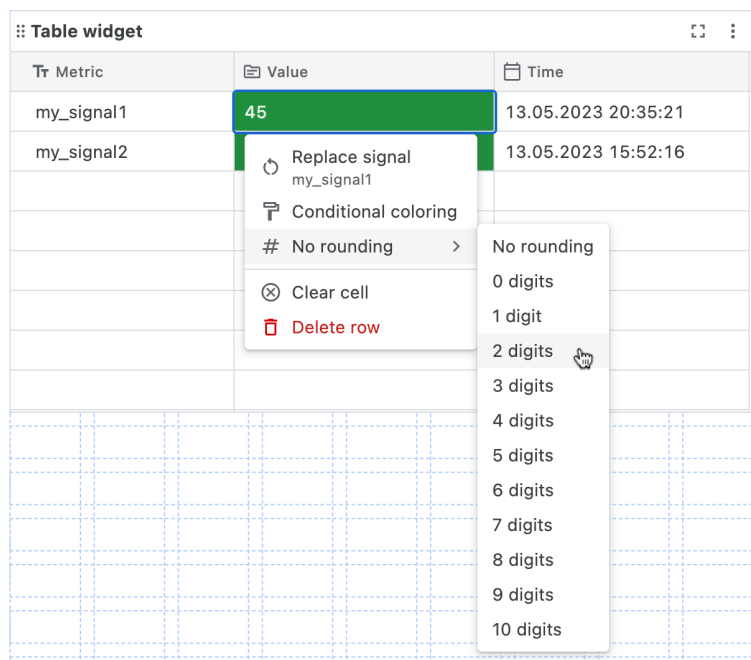 Table widget
Metric
Value
Time
my_signal1
45
13.05.2023 20:35:21
my_signal2
13.05.2023 15:52:16
Replace signal
my_signal1
Conditional coloring
# No rounding
Clear cell
Delete row
No rounding
0 digits
1 digit
2 digits
3 digits
4 digits
5 digits
6 digits
7 digits
8 digits
9 digits
10 digits